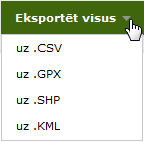 Eksportēt visus
uz .CSV
uz .GPX
uz .SHP
uz .KML